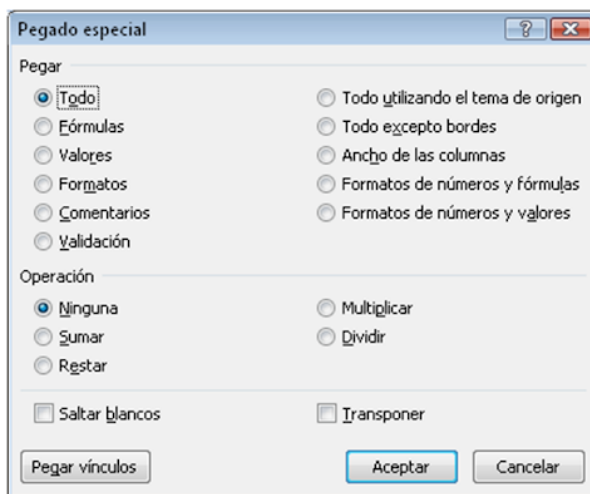 Pegado especial
Pegar
Todo
Todo utilizando el tema de origen
Fórmulas
Todo excepto bordes
Valores
Ancho de las columnas
Formatos
Formatos de números y fórmulas
Comentarios
Formatos de números y valores
Validación
Operación
Ninguna
Multiplicar
Sumar
Dividir
Restar
Saltar blancos
Transponer
Pegar vínculos
Aceptar
Cancelar